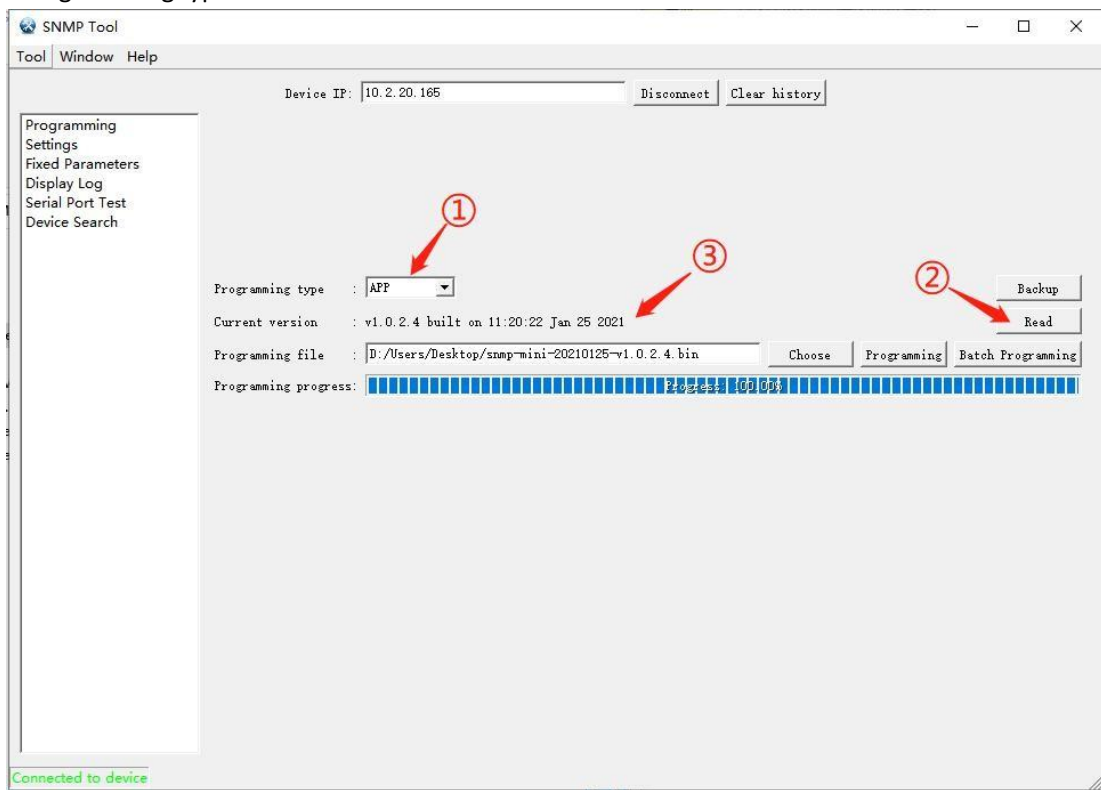 SNMP Tool
Tool Window Help
Device IP: 10.2.20.165 Disconnect Clear history
Programming
Settings
Fixed Parameters
Display Log
Serial Port Test
Device Search
①
③
②
Programming type : APP Backup
Current version : v1.0.2.4 built on 11:20:22 Jan 25 2021 Read
Programming file : D:/Users/Desktop/snmp-mini-20210125-v1.0.2.4.bin Choose Programming Batch Programming
Programming progress: Progress: 100.00%
Connected to device